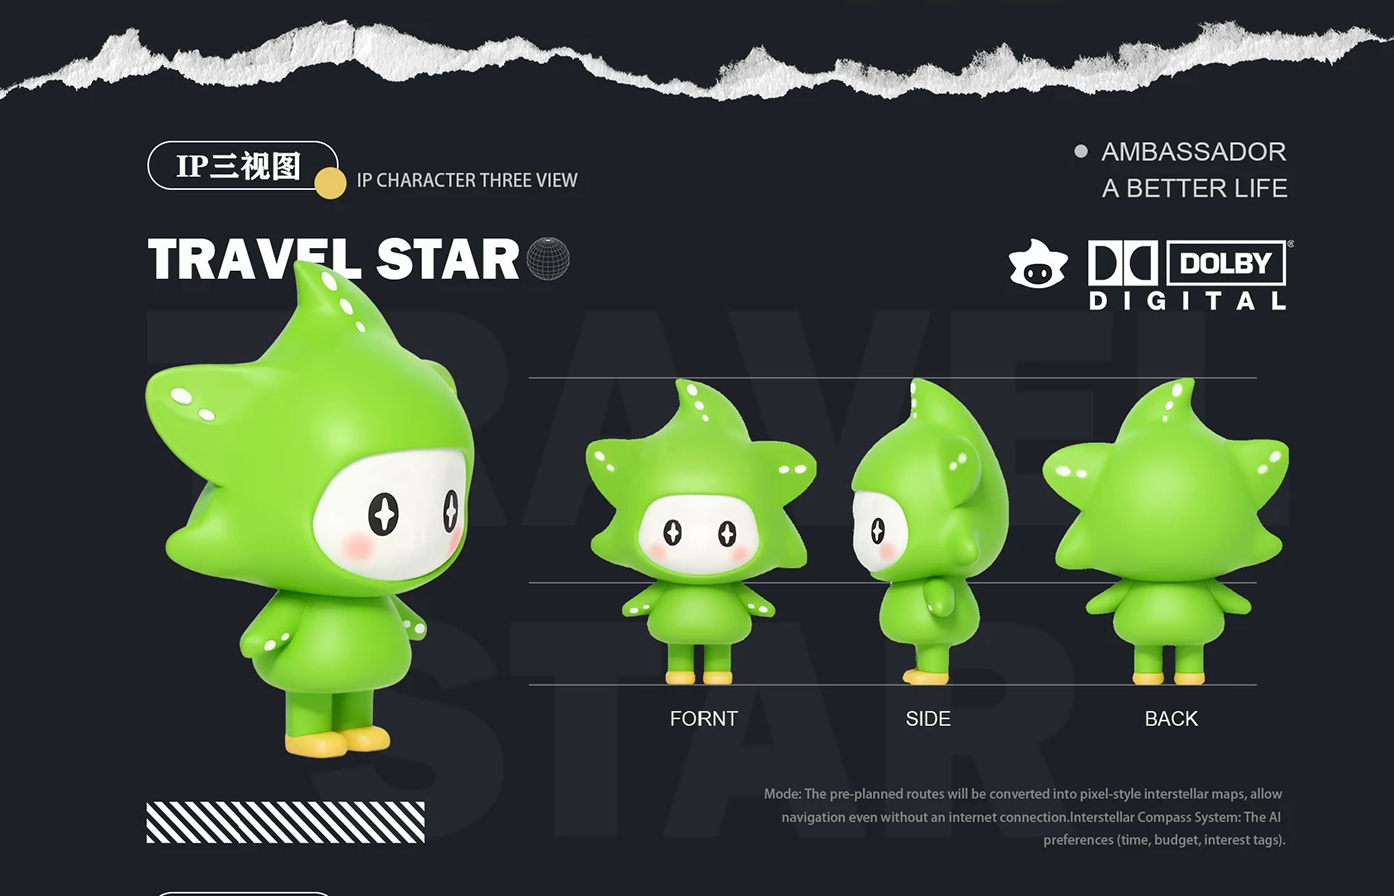 IP三视图
IP CHARACTER THREE VIEW
AMBASSADOR
A BETTER LIFE
TRAVEL STAR
DOLBY
®
DIGITAL
TRAVEL
STAR
FORNT
SIDE
BACK
Mode: The pre-planned routes will be converted into pixel-style interstellar maps, allow
navigation even without an internet connection.Interstellar Compass System: The AI
preferences (time, budget, interest tags).